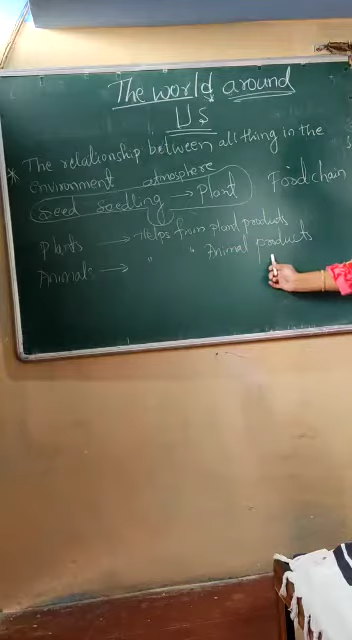 The world around
Us
* The relationship between all thing in the
environment atmosphere
seed seedling → Plant Food chain
Plants → Helps from plant products
Animals → " " Animal products